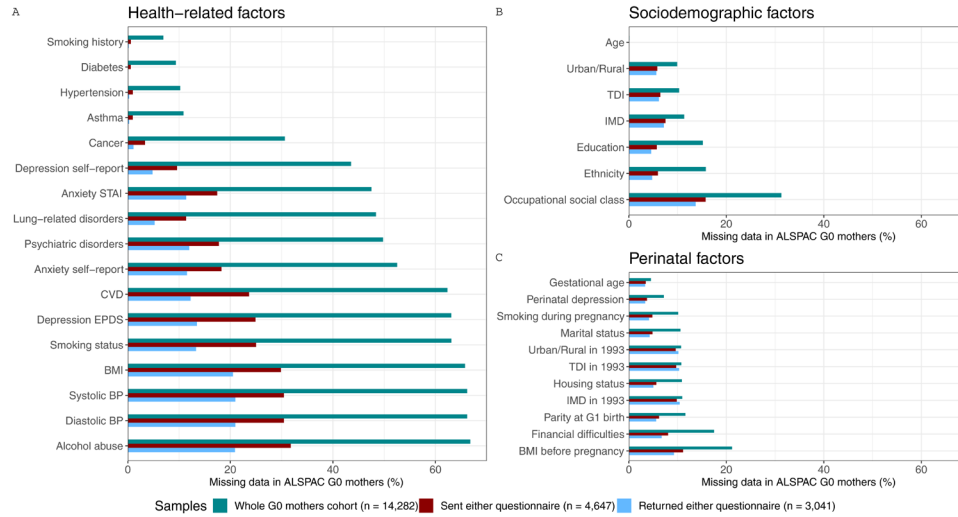 A
Health-related factors
Smoking history
Diabetes
Hypertension
Asthma
Cancer
Depression self-report
Anxiety STAI
Lung-related disorders
Psychiatric disorders
Anxiety self-report
CVD
Depression EPDS
Smoking status
BMI
Systolic BP
Diastolic BP
Alcohol abuse
0 20 40 60
Missing data in ALSPAC G0 mothers (%)
B
Sociodemographic factors
Age
Urban/Rural
TDI
IMD
Education
Ethnicity
Occupational social class
0 20 40 60
Missing data in ALSPAC G0 mothers (%)
C
Perinatal factors
Gestational age
Perinatal depression
Smoking during pregnancy
Marital status
Urban/Rural in 1993
TDI in 1993
Housing status
IMD in 1993
Parity at G1 birth
Financial difficulties
BMI before pregnancy
0 20 40 60
Missing data in ALSPAC G0 mothers (%)
Samples Whole G0 mothers cohort (n = 14,282) Sent either questionnaire (n = 4,647) Returned either questionnaire (n = 3,041)